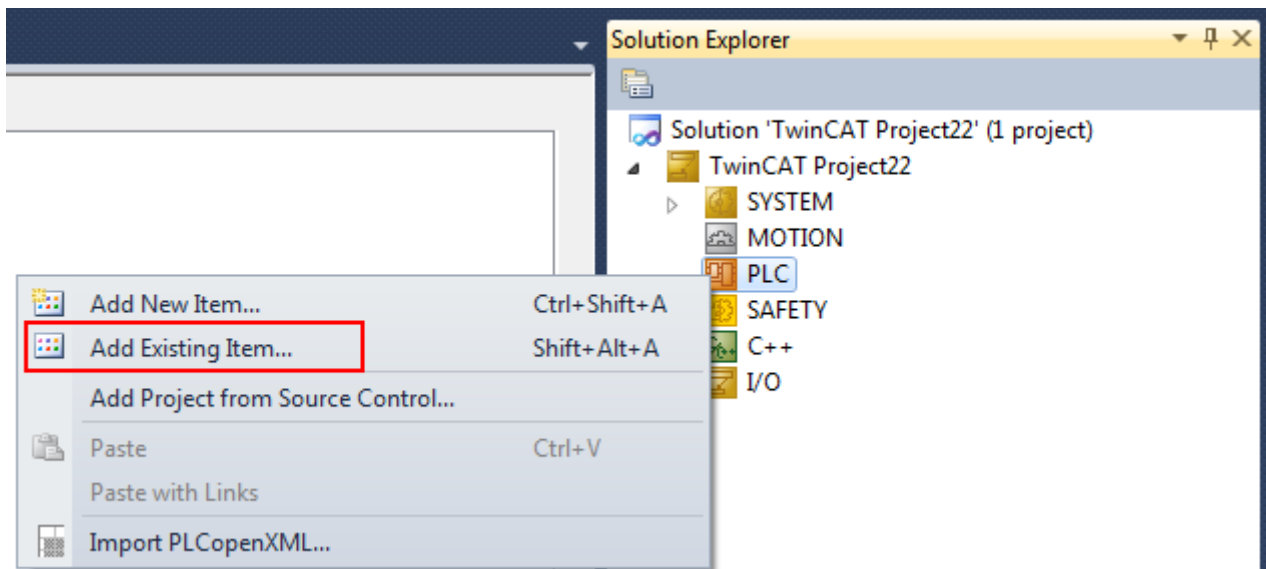 Solution Explorer
Solution 'TwinCAT Project22' (1 project)
TwinCAT Project22
SYSTEM
MOTION
PLC
SAFETY
C++
I/O
Add New Item... Ctrl+Shift+A
Add Existing Item... Shift+Alt+A
Add Project from Source Control...
Paste Ctrl+V
Paste with Links
Import PLCopenXML...